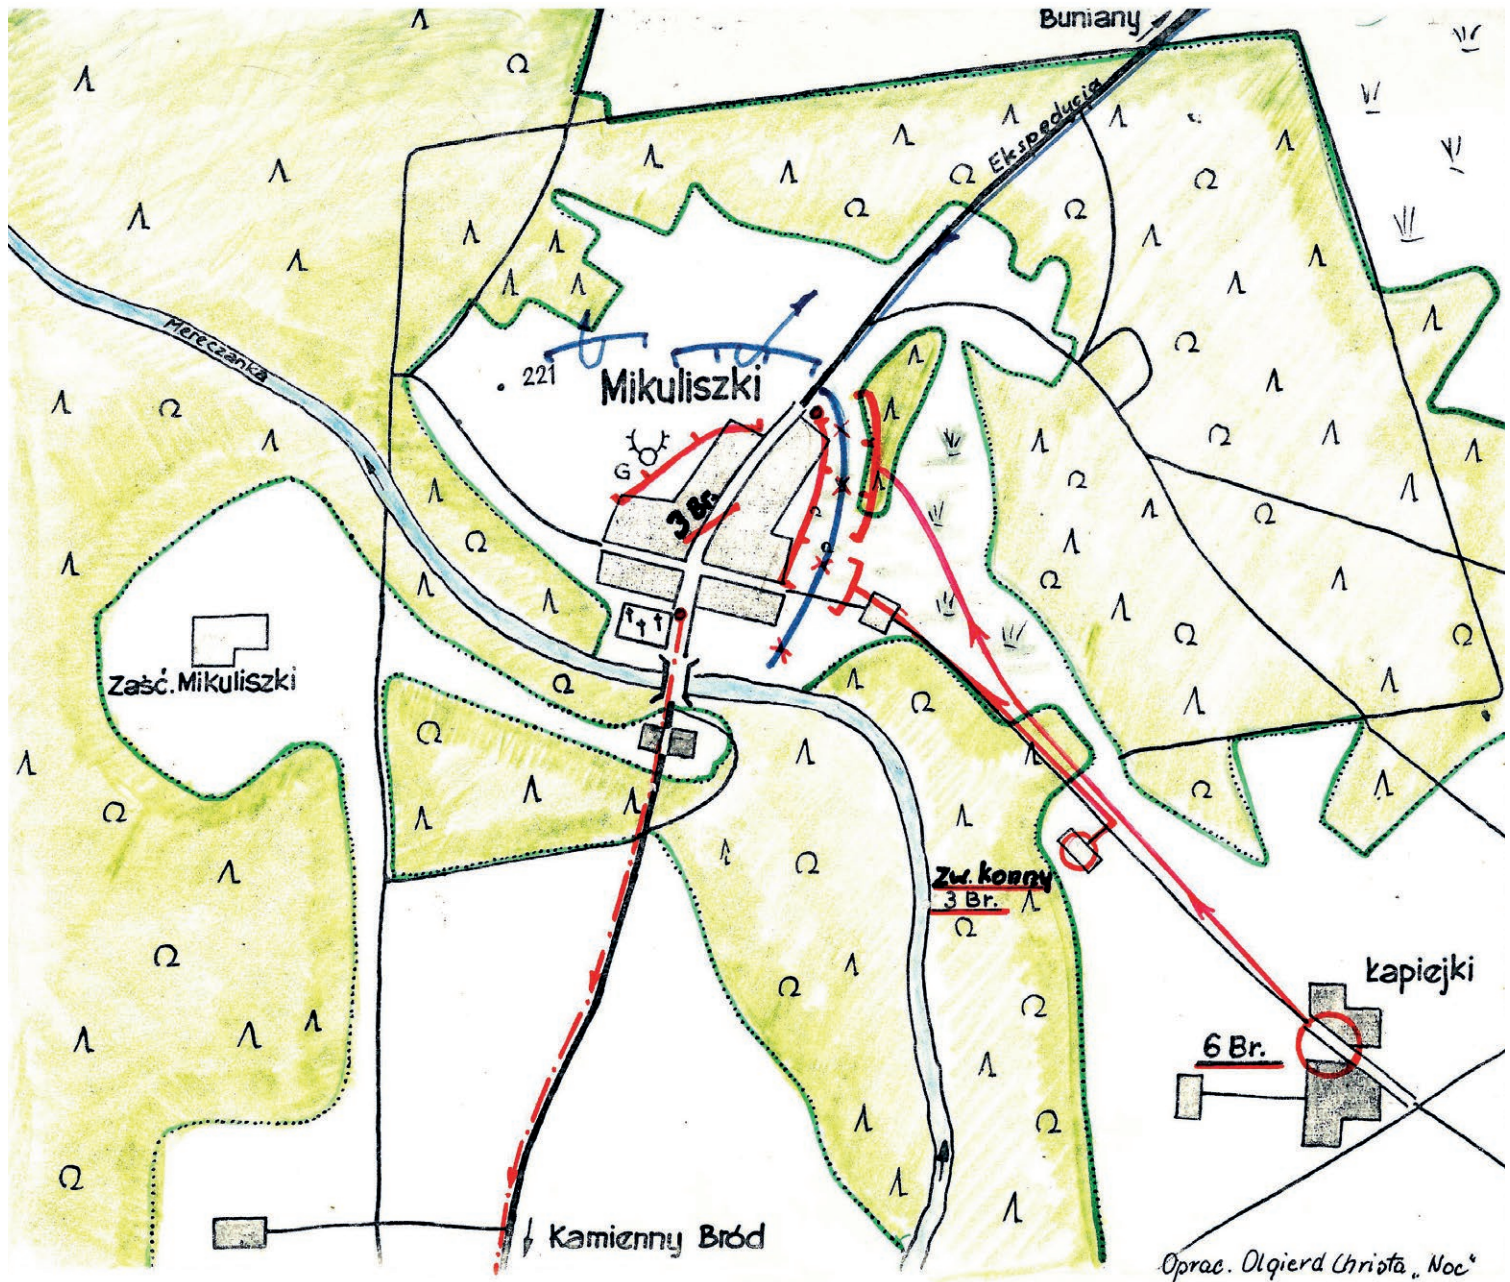 Buniany
Ekspedycja
Mereczanka
221
Mikuliszki
G
3 Br.
Zaść. Mikuliszki
Zw. konny
3 Br.
Łapiejki
6 Br.
Kamienny Bród
Oprac. Olgierd Christa „Noc"